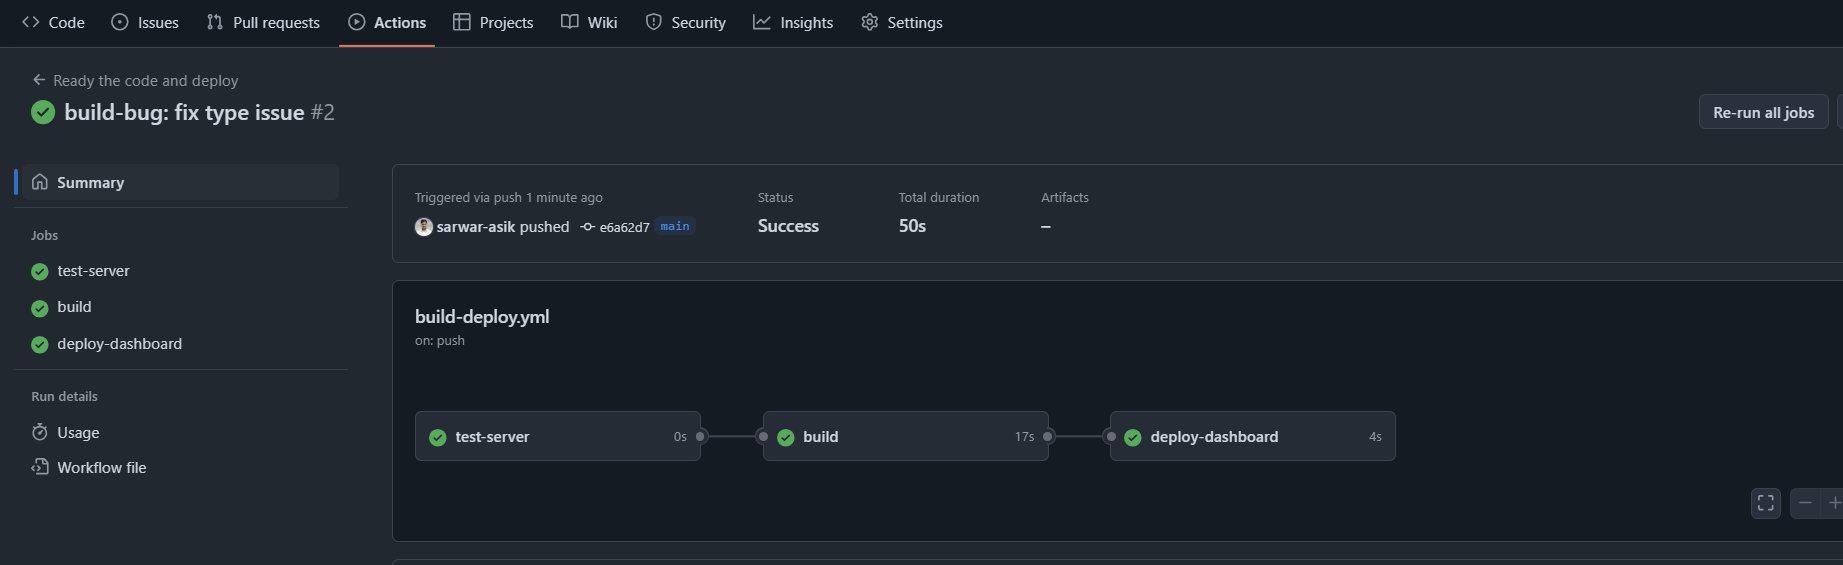 Code Issues Pull requests Actions Projects Wiki Security Insights Settings
Ready the code and deploy
build-bug: fix type issue #2
Re-run all jobs
Summary
Jobs
test-server
build
deploy-dashboard
Run details
Usage
Workflow file
Triggered via push 1 minute ago
sarwar-asik pushed e6a62d7 main
Status
Success
Total duration
50s
Artifacts
–
build-deploy.yml
on: push
test-server 0s
build 17s
deploy-dashboard 4s